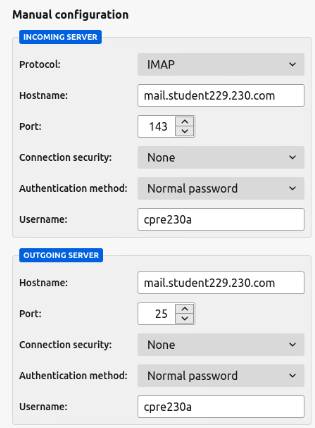 Manual configuration
INCOMING SERVER
Protocol: IMAP
Hostname: mail.student229.230.com
Port: 143
Connection security: None
Authentication method: Normal password
Username: cpre230a
OUTGOING SERVER
Hostname: mail.student229.230.com
Port: 25
Connection security: None
Authentication method: Normal password
Username: cpre230a